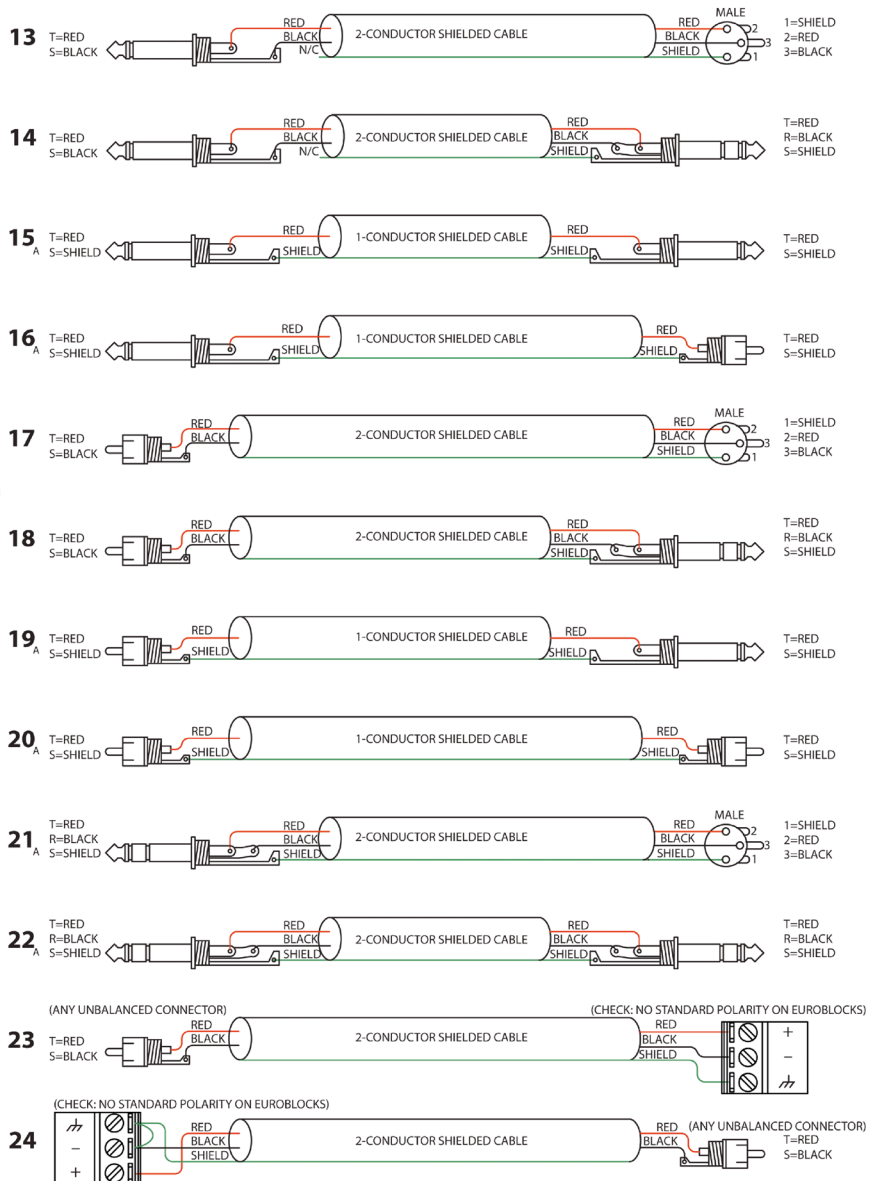 MALE
13 T=RED RED 2-CONDUCTOR SHIELDED CABLE RED 2 1=SHIELD
S=BLACK BLACK BLACK 3 2=RED
N/C SHIELD 1 3=BLACK
14 T=RED RED 2-CONDUCTOR SHIELDED CABLE RED T=RED
S=BLACK BLACK BLACK R=BLACK
N/C SHIELD S=SHIELD
15 T=RED RED 1-CONDUCTOR SHIELDED CABLE RED T=RED
A S=SHIELD SHIELD SHIELD S=SHIELD
16 T=RED RED 1-CONDUCTOR SHIELDED CABLE RED T=RED
A S=SHIELD SHIELD SHIELD S=SHIELD
MALE
17 T=RED RED 2-CONDUCTOR SHIELDED CABLE RED 2 1=SHIELD
S=BLACK BLACK BLACK 3 2=RED
SHIELD 1 3=BLACK
18 T=RED RED 2-CONDUCTOR SHIELDED CABLE RED T=RED
S=BLACK BLACK BLACK R=BLACK
SHIELD S=SHIELD
19 T=RED RED 1-CONDUCTOR SHIELDED CABLE RED T=RED
A S=SHIELD SHIELD SHIELD S=SHIELD
20 T=RED RED 1-CONDUCTOR SHIELDED CABLE RED T=RED
A S=SHIELD SHIELD SHIELD S=SHIELD
MALE
21 T=RED RED 2-CONDUCTOR SHIELDED CABLE RED 2 1=SHIELD
R=BLACK BLACK BLACK 3 2=RED
A S=SHIELD SHIELD SHIELD 1 3=BLACK
22 T=RED RED 2-CONDUCTOR SHIELDED CABLE RED T=RED
R=BLACK BLACK BLACK R=BLACK
A S=SHIELD SHIELD SHIELD S=SHIELD
(ANY UNBALANCED CONNECTOR) (CHECK: NO STANDARD POLARITY ON EUROBLOCKS)
23 T=RED RED 2-CONDUCTOR SHIELDED CABLE RED +
S=BLACK BLACK BLACK –
SHIELD
(CHECK: NO STANDARD POLARITY ON EUROBLOCKS)
24 RED 2-CONDUCTOR SHIELDED CABLE RED (ANY UNBALANCED CONNECTOR)
– BLACK BLACK T=RED
+ SHIELD S=BLACK